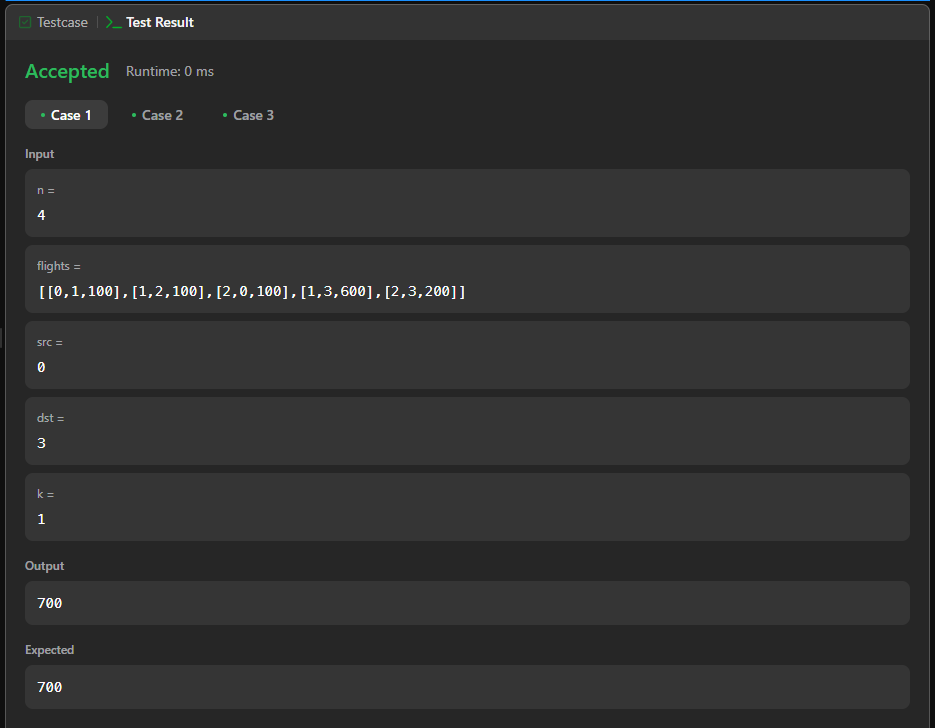 Testcase | >_ Test Result
Accepted Runtime: 0 ms
• Case 1 • Case 2 • Case 3
Input
n =
4
flights =
[[0,1,100],[1,2,100],[2,0,100],[1,3,600],[2,3,200]]
src =
0
dst =
3
k =
1
Output
700
Expected
700